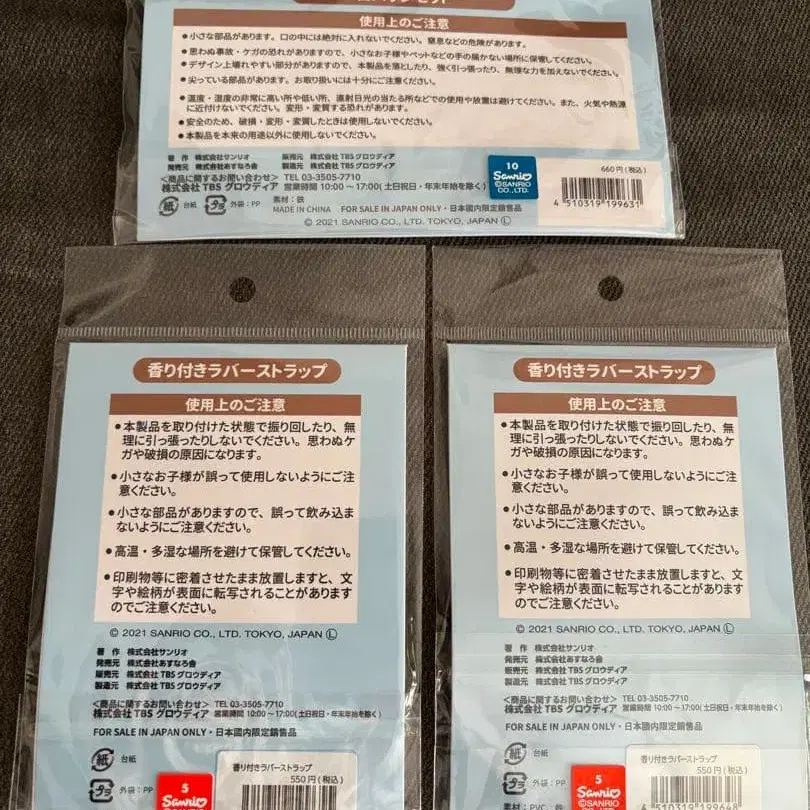 使用上のご注意
●小さな部品があります。口の中には絶対に入れないでください。窒息などの危険があります。
●思わぬ事故・ケガの恐れがありますので、小さなお子様やペットなどの手の届かない場所に保管してください。
●デザイン上壊れやすい部分がありますので、本製品を落としたり、強く引っ張ったり、無理な力を加えないでください。
●尖っている部品があります。お取り扱いには十分にご注意ください。
●温度・湿度の非常に高い所や低い所、直射日光の当たる所などでの使用や放置は避けてください。また、火気や熱源
に近付けないでください。変形・変質する恐れがあります。
●安全のため、破損・変形・変質したときは使用しないでください。
●本製品を本来の用途以外に使用しないでください。
著作 株式会社サンリオ 販売元 株式会社TBSグロウディア
発売元 株式会社あすなろ舎 製造元 株式会社TBSグロウディア
<商品に関するお問い合わせ> TEL 03-3505-7710
株式会社TBSグロウディア 営業時間 10:00～17:00(土日祝日・年末年始を除く)
紙 台紙 プラ 外袋:PP 素材:鉄
MADE IN CHINA FOR SALE IN JAPAN ONLY・日本國内限定銷售品
© 2021 SANRIO CO., LTD. TOKYO, JAPAN Ⓛ
10
Sanrio
©SANRIO
CO.,LTD.
660円(税込)
4 510319 199631
香り付きラバーストラップ
使用上のご注意
●本製品を取り付けた状態で振り回したり、無
理に引っ張ったりしないでください。思わぬケ
ガや破損の原因になります。
●小さなお子様が誤って使用しないようにご注
意ください。
●小さな部品がありますので、誤って飲み込ま
ないようにご注意ください。
●高温・多湿な場所を避けて保管してください。
●印刷物等に密着させたまま放置しますと、文
字や絵柄が表面に転写されることがあります
のでご注意ください。
© 2021 SANRIO CO., LTD. TOKYO, JAPAN Ⓛ
著作 株式会社サンリオ
発売元 株式会社あすなろ舎
販売元 株式会社TBSグロウディア
製造元 株式会社TBSグロウディア
<商品に関するお問い合わせ> TEL 03-3505-7710
株式会社TBSグロウディア 営業時間 10:00～17:00(土日祝日・年末年始を除く)
FOR SALE IN JAPAN ONLY・日本國内限定銷售品
紙 台紙
プラ 外袋:PP
5
Sanrio
香り付きラバーストラップ
550円(税込)
香り付きラバーストラップ
使用上のご注意
●本製品を取り付けた状態で振り回したり、無
理に引っ張ったりしないでください。思わぬケ
ガや破損の原因になります。
●小さなお子様が誤って使用しないようにご注
意ください。
●小さな部品がありますので、誤って飲み込ま
ないようにご注意ください。
●高温・多湿な場所を避けて保管してください。
●印刷物等に密着させたまま放置しますと、文
字や絵柄が表面に転写されることがあります
のでご注意ください。
© 2021 SANRIO CO., LTD. TOKYO, JAPAN Ⓛ
著作 株式会社サンリオ
発売元 株式会社あすなろ舎
販売元 株式会社TBSグロウディア
製造元 株式会社TBSグロウディア
<商品に関するお問い合わせ> TEL 03-3505-7710
株式会社TBSグロウディア 営業時間 10:00～17:00(土日祝日・年末年始を除く)
FOR SALE IN JAPAN ONLY・日本國内限定銷售品
紙 台紙
プラ 外袋:PP
素材:PVC、鉄
5
Sanrio
©SANRIO
香り付きラバーストラップ
550円(税込)